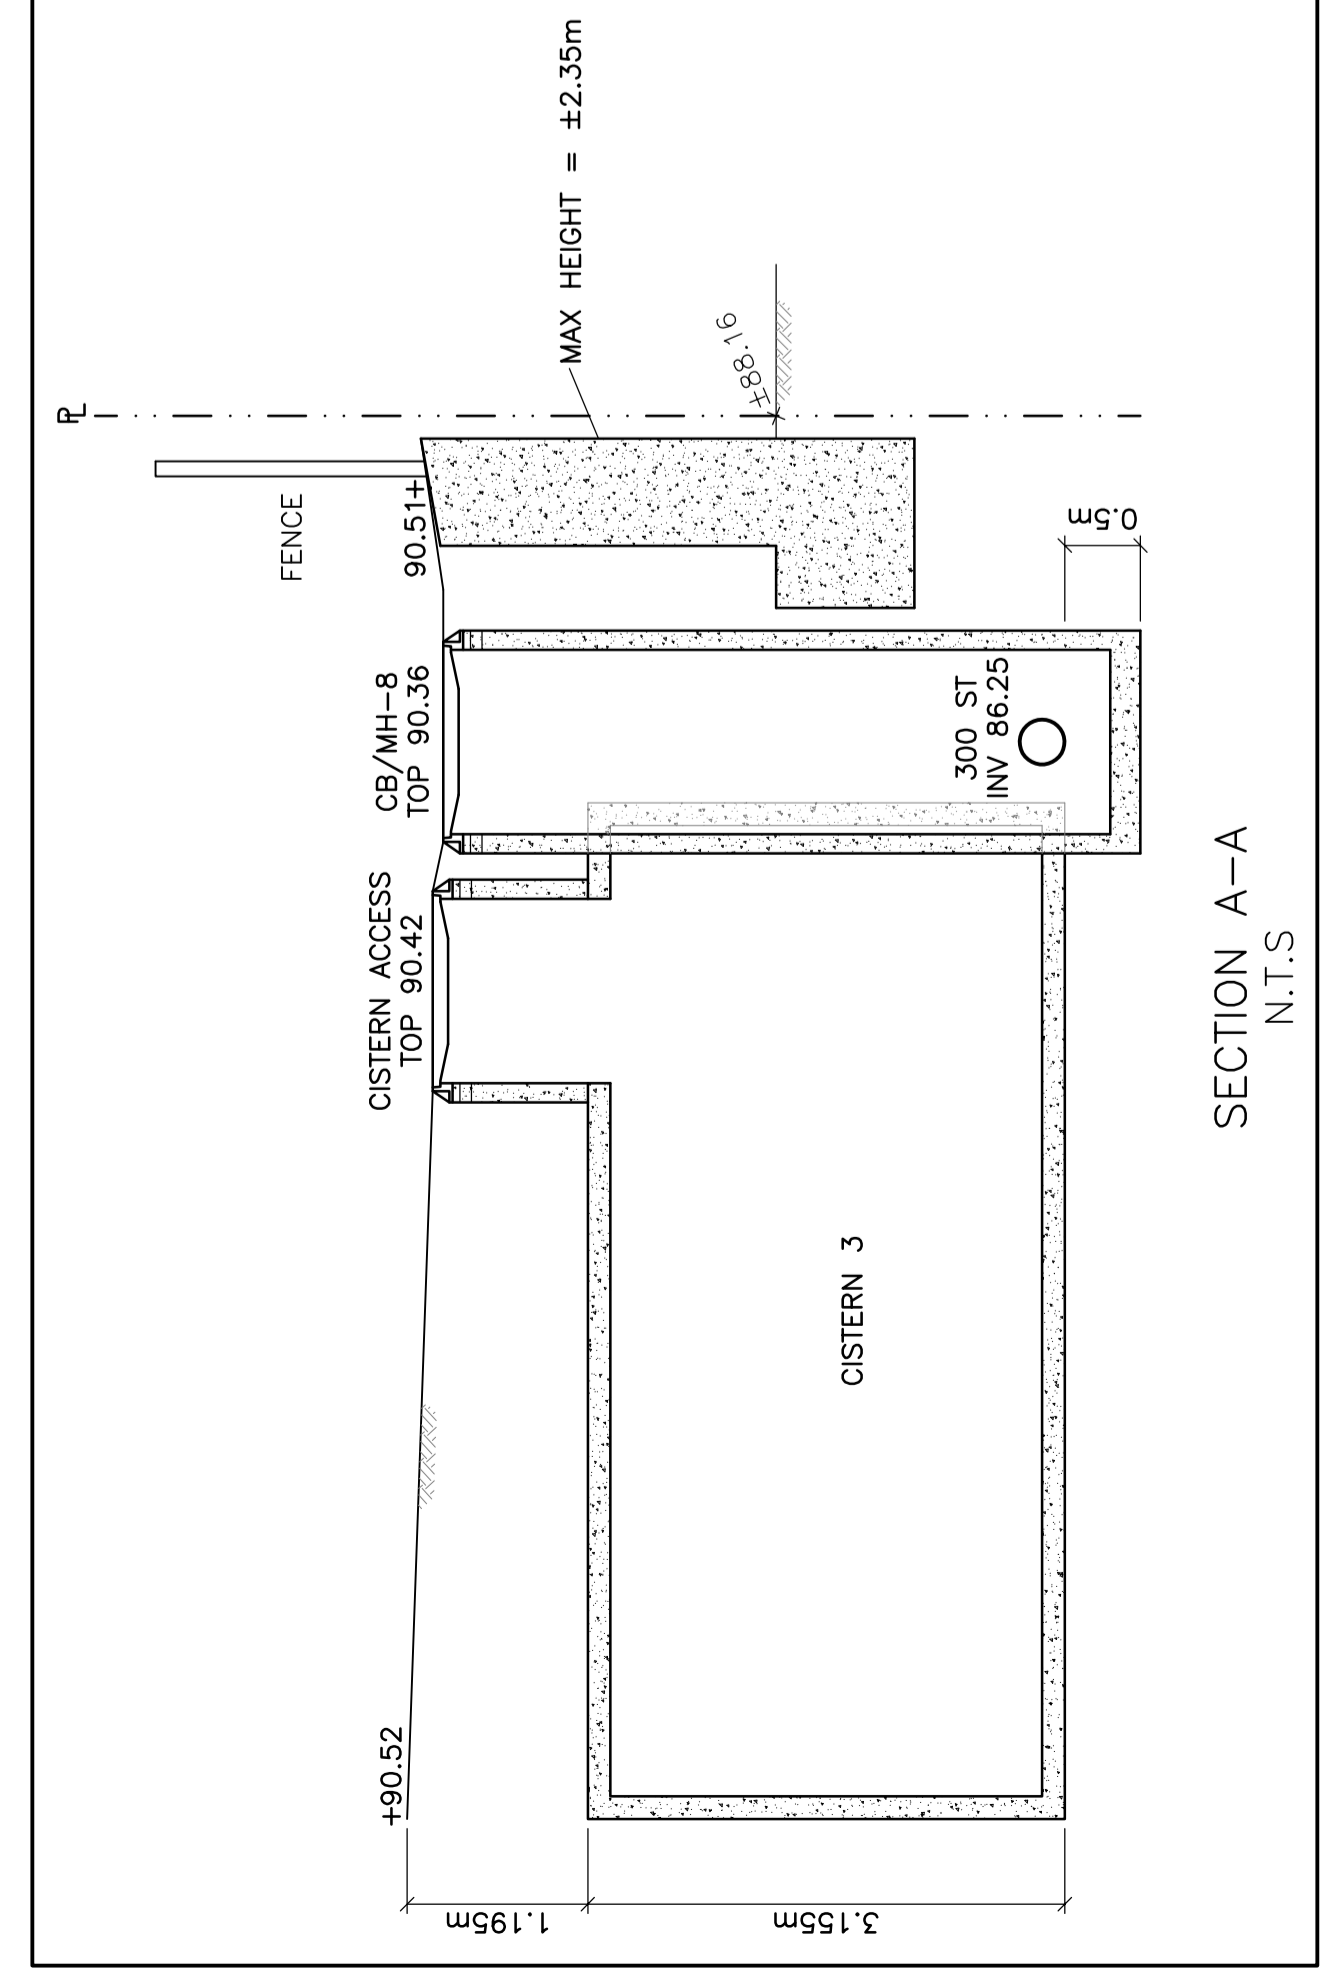 ℄
FENCE
MAX HEIGHT = ±2.35m
CISTERN ACCESS
TOP 90.42
CB/MH-8
TOP 90.36
90.51+
+90.52
±88.16
1.195m
3.155m
CISTERN 3
300 ST
INV 86.25
0.5m
SECTION A-A
N.T.S